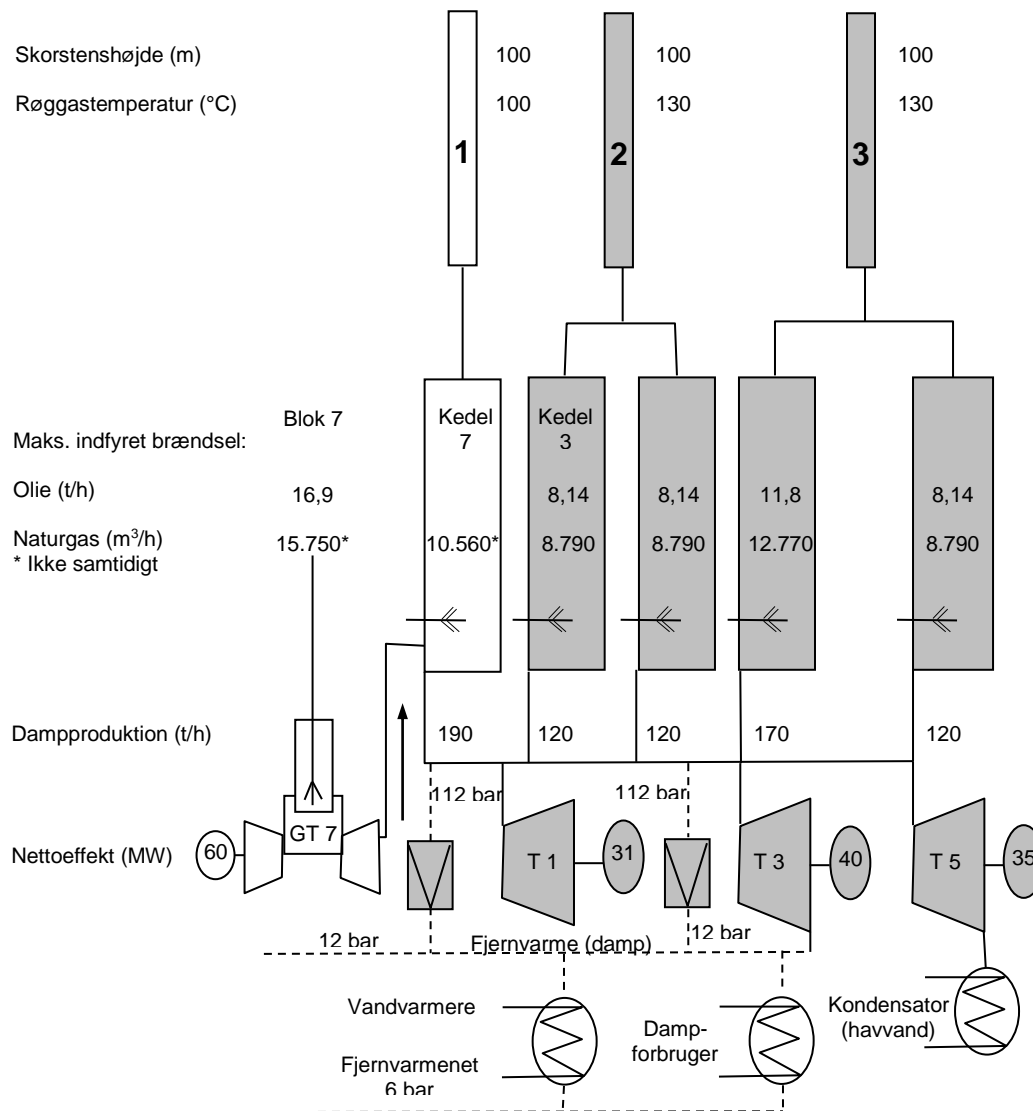 Skorstenshøjde (m) 100 100 100
Røggastemperatur (°C) 100 130 130
1 2 3
Blok 7 Kedel 7 Kedel 3
Maks. indfyret brændsel:
Olie (t/h) 16,9 8,14 8,14 11,8 8,14
Naturgas (m³/h) 15.750* 10.560* 8.790 8.790 12.770 8.790
* Ikke samtidigt
Dampproduktion (t/h) 190 120 120 170 120
112 bar 112 bar
Nettoeffekt (MW) 60 GT 7 T 1 31 T 3 40 T 5 35
12 bar Fjernvarme (damp) 12 bar
Vandvarmere
Damp-
forbruger
Kondensator
(havvand)
Fjernvarmenet
6 bar